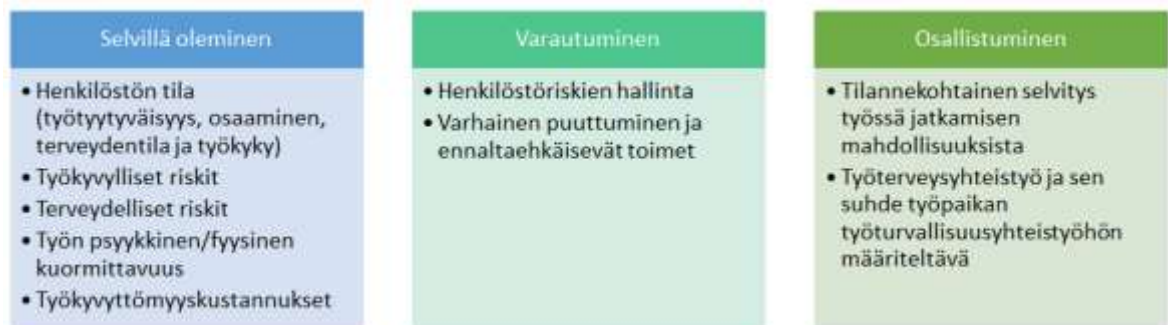 Selvillä oleminen
• Henkilöstön tila
(työtyytyväisyys, osaaminen,
terveydentila ja työkyky)
• Työkyvylliset riskit
• Terveydelliset riskit
• Työn psyykkinen/fyysinen
kuormittavuus
• Työkyvyttömyyskustannukset
Varautuminen
• Henkilöstöriskien hallinta
• Varhainen puuttuminen ja
ennaltaehkäisevät toimet
Osallistuminen
• Tilannekohtainen selvitys
työssä jatkamisen
mahdollisuuksista
• Työterveysyhteistyö ja sen
suhde työpaikan
työturvallisuusyhteistyöhön
määriteltävä